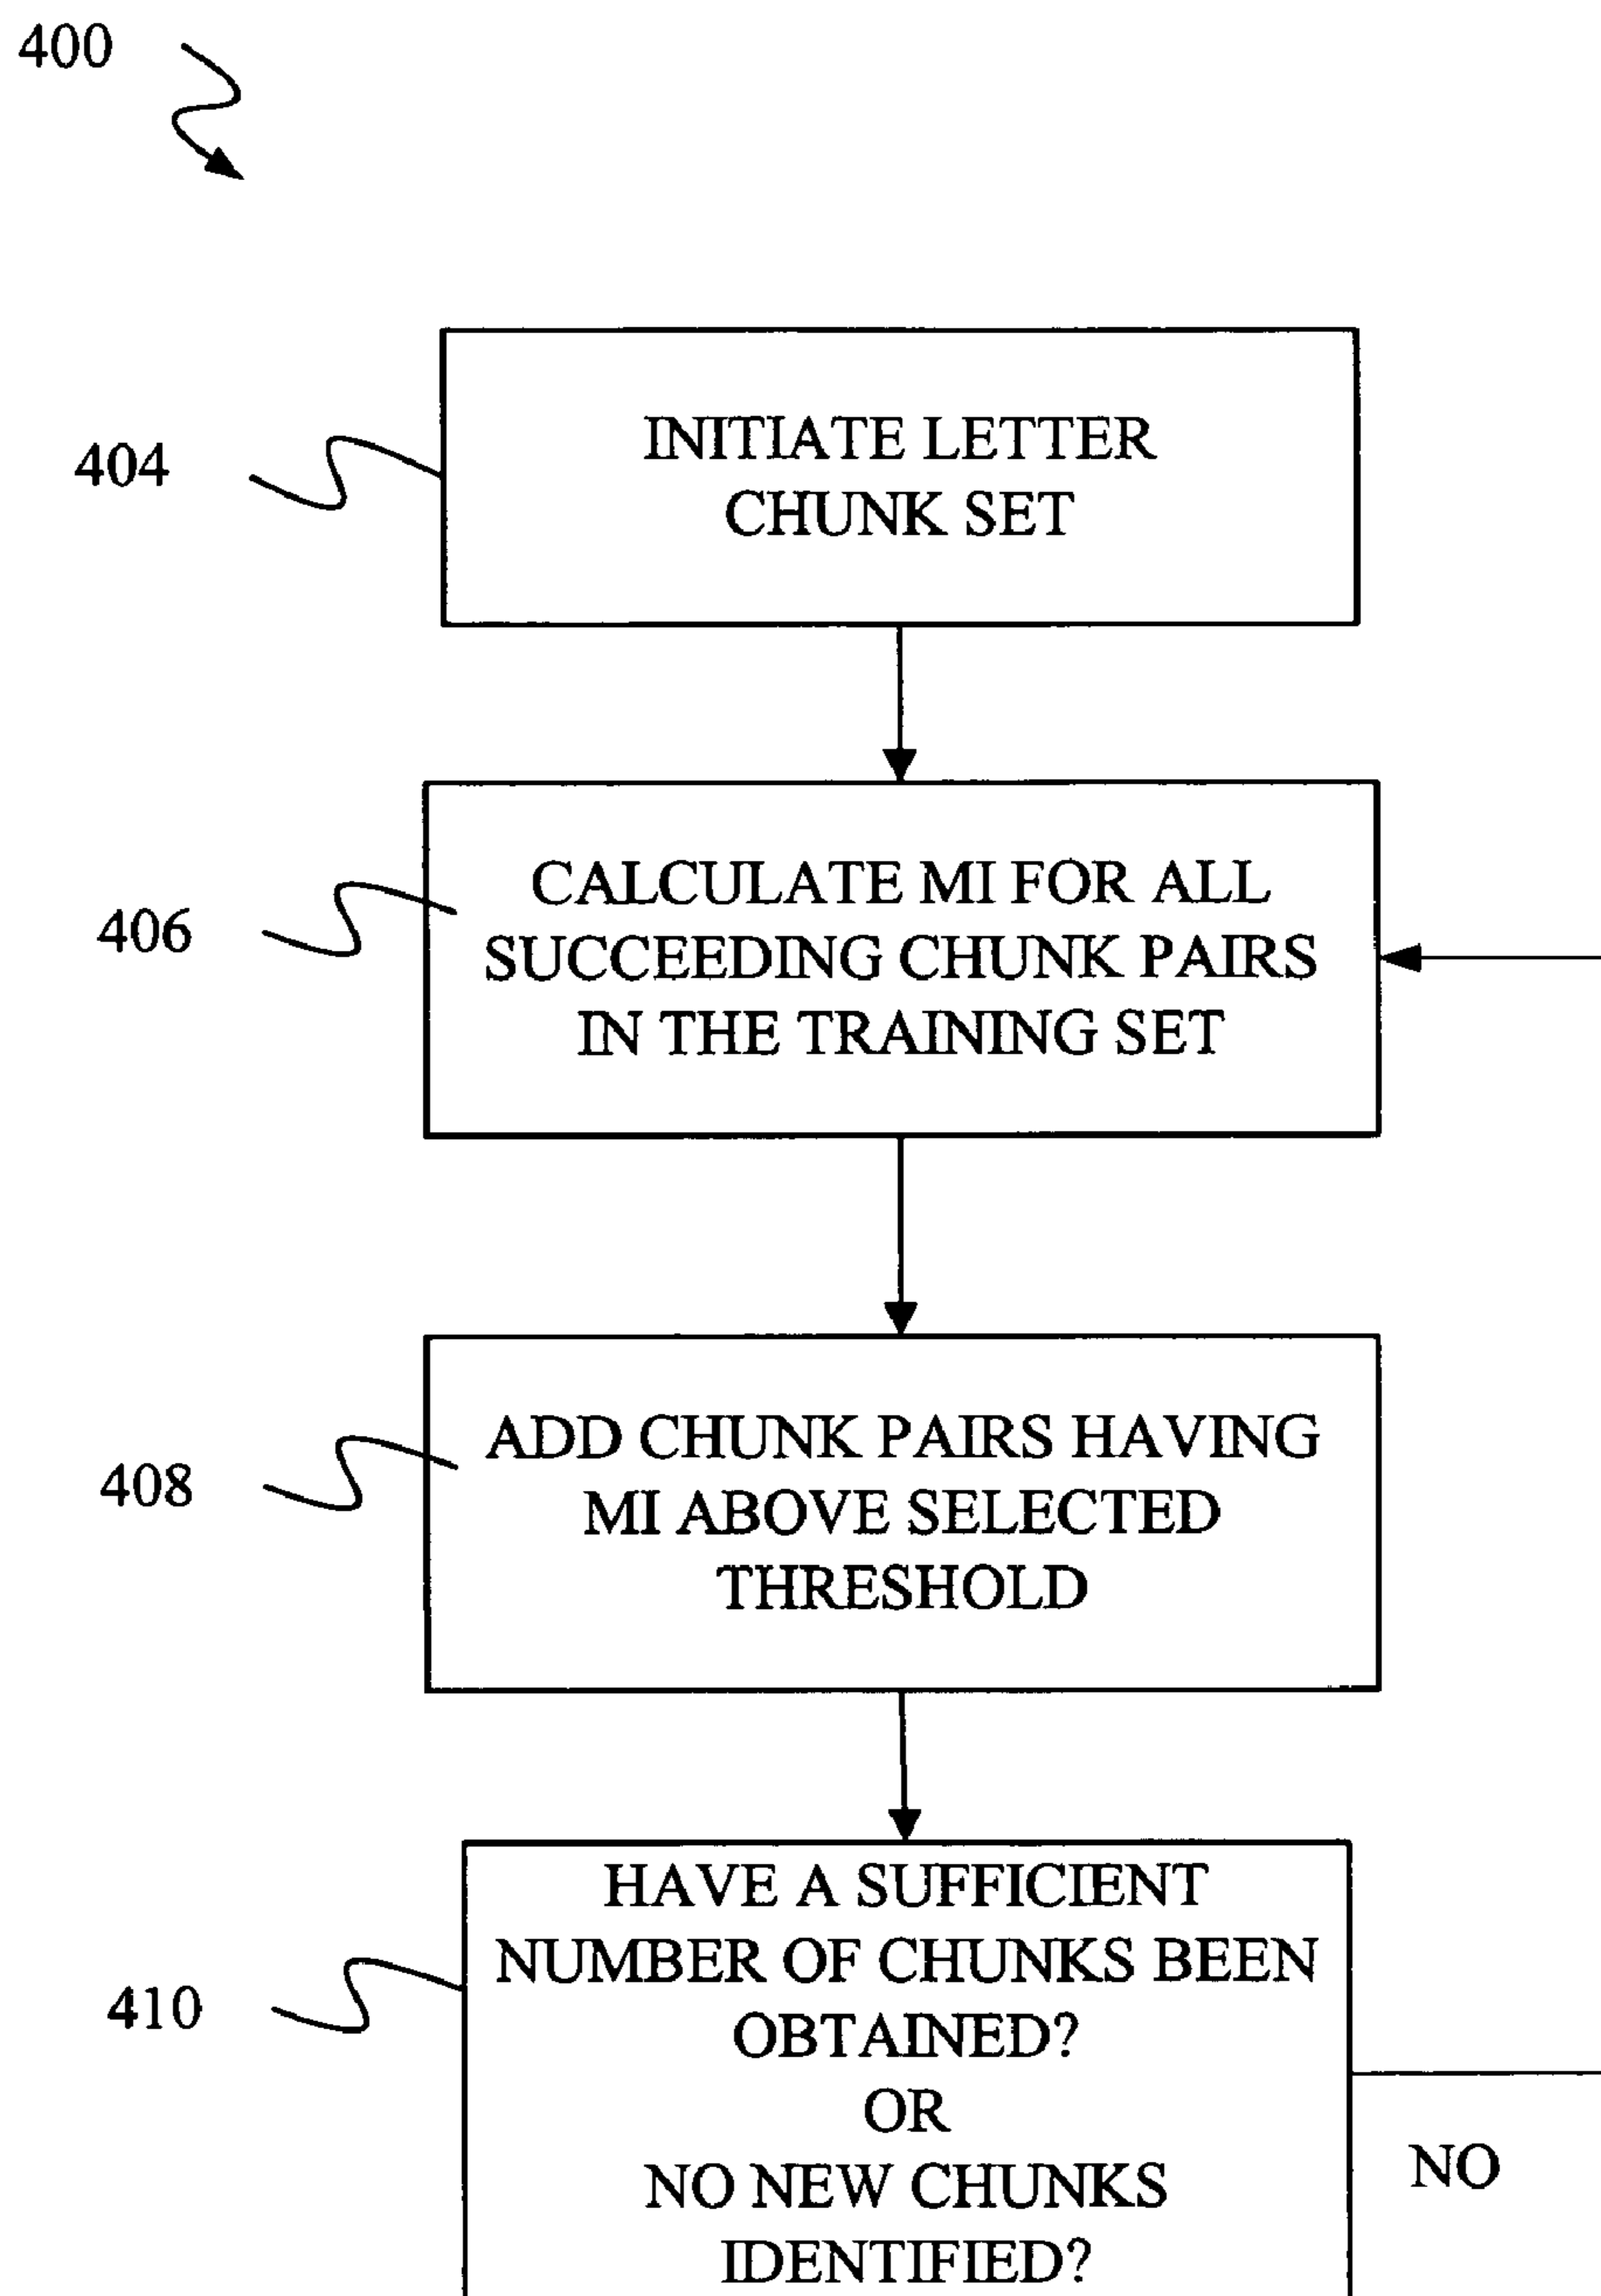 400
404
INITIATE LETTER
CHUNK SET
406
CALCULATE MI FOR ALL
SUCCEEDING CHUNK PAIRS
IN THE TRAINING SET
408
ADD CHUNK PAIRS HAVING
MI ABOVE SELECTED
THRESHOLD
410
HAVE A SUFFICIENT
NUMBER OF CHUNKS BEEN
OBTAINED?
OR
NO NEW CHUNKS
IDENTIFIED?
NO